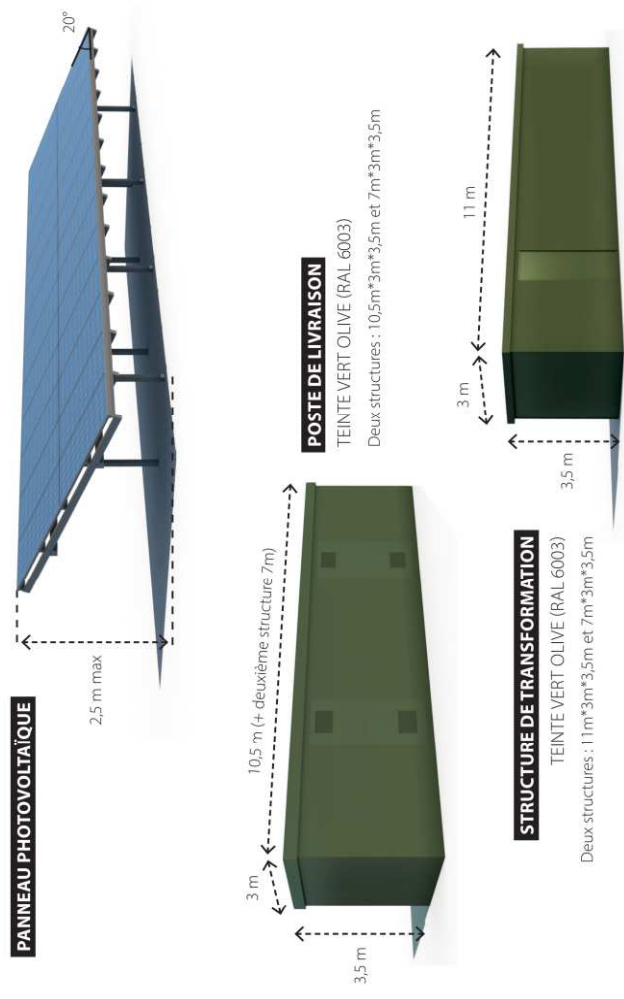 PANNEAU PHOTOVOLTAÏQUE
20°
2,5 m max
POSTE DE LIVRAISON
TEINTE VERT OLIVE (RAL 6003)
Deux structures : 10,5m*3m*3,5m et 7m*3m*3,5m
10,5 m (+ deuxième structure 7m)
3 m
3,5 m
STRUCTURE DE TRANSFORMATION
TEINTE VERT OLIVE (RAL 6003)
Deux structures : 11m*3m*3,5m et 7m*3m*3,5m
11 m
3 m
3,5 m